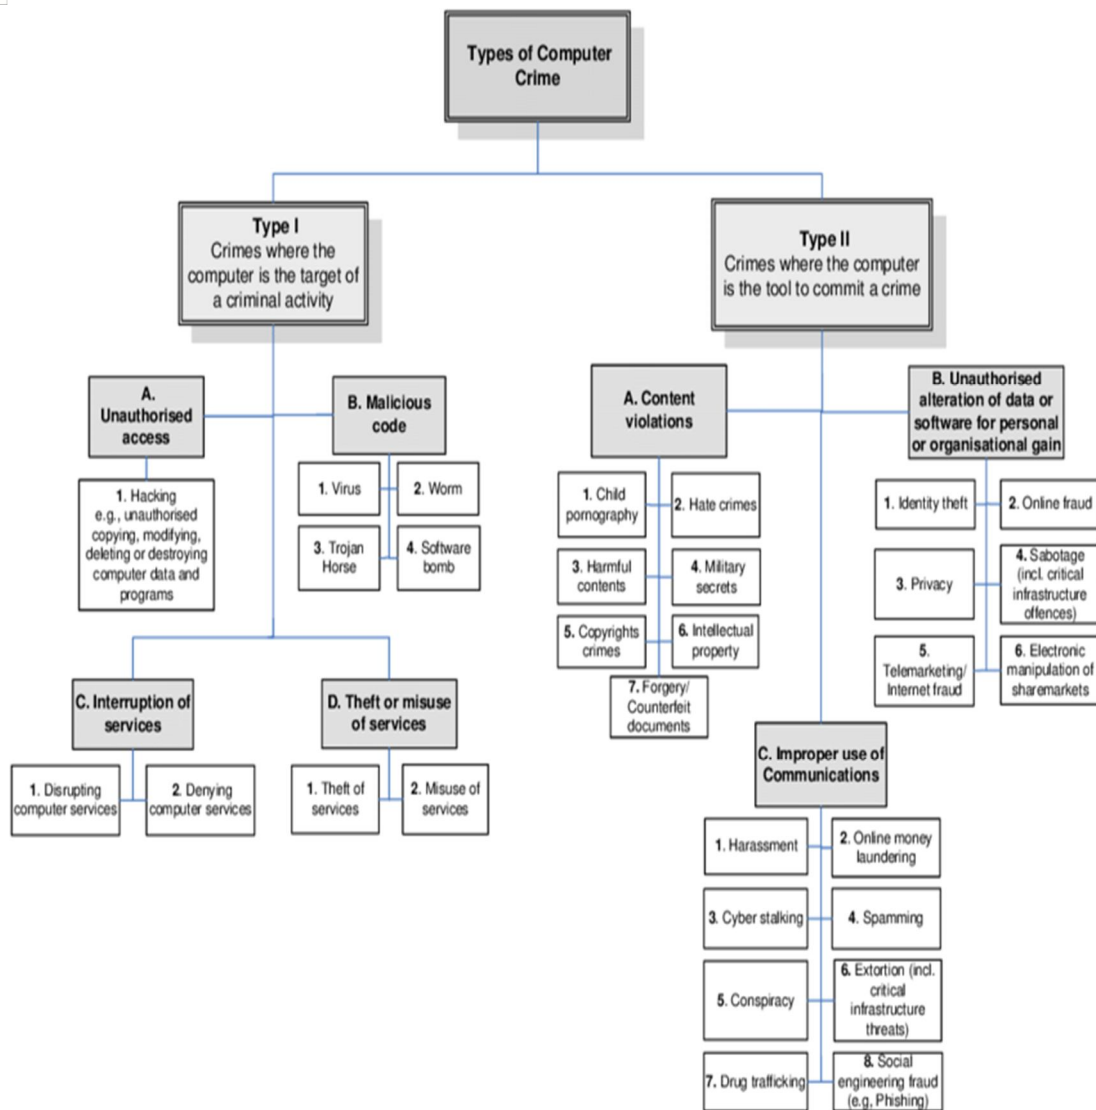 Types of Computer
Crime
Type I
Crimes where the
computer is the target of
a criminal activity
Type II
Crimes where the computer
is the tool to commit a crime
A.
Unauthorised
access
B. Malicious
code
1. Hacking
e.g., unauthorised
copying, modifying,
deleting or destroying
computer data and
programs
1. Virus
2. Worm
3. Trojan
Horse
4. Software
bomb
C. Interruption of
services
D. Theft or misuse
of services
1. Disrupting
computer services
2. Denying
computer services
1. Theft of
services
2. Misuse of
services
A. Content
violations
B. Unauthorised
alteration of data or
software for personal
or organisational gain
1. Child
pornography
2. Hate crimes
3. Harmful
contents
4. Military
secrets
5. Copyrights
crimes
6. Intellectual
property
7. Forgery/
Counterfeit
documents
1. Identity theft
2. Online fraud
3. Privacy
4. Sabotage
(incl. critical
infrastructure
offences)
5.
Telemarketing/
Internet fraud
6. Electronic
manipulation of
sharemarkets
C. Improper use of
Communications
1. Harassment
2. Online money
laundering
3. Cyber stalking
4. Spamming
5. Conspiracy
6. Extortion (incl.
critical
infrastructure
threats)
7. Drug trafficking
8. Social
engineering fraud
(e.g, Phishing)